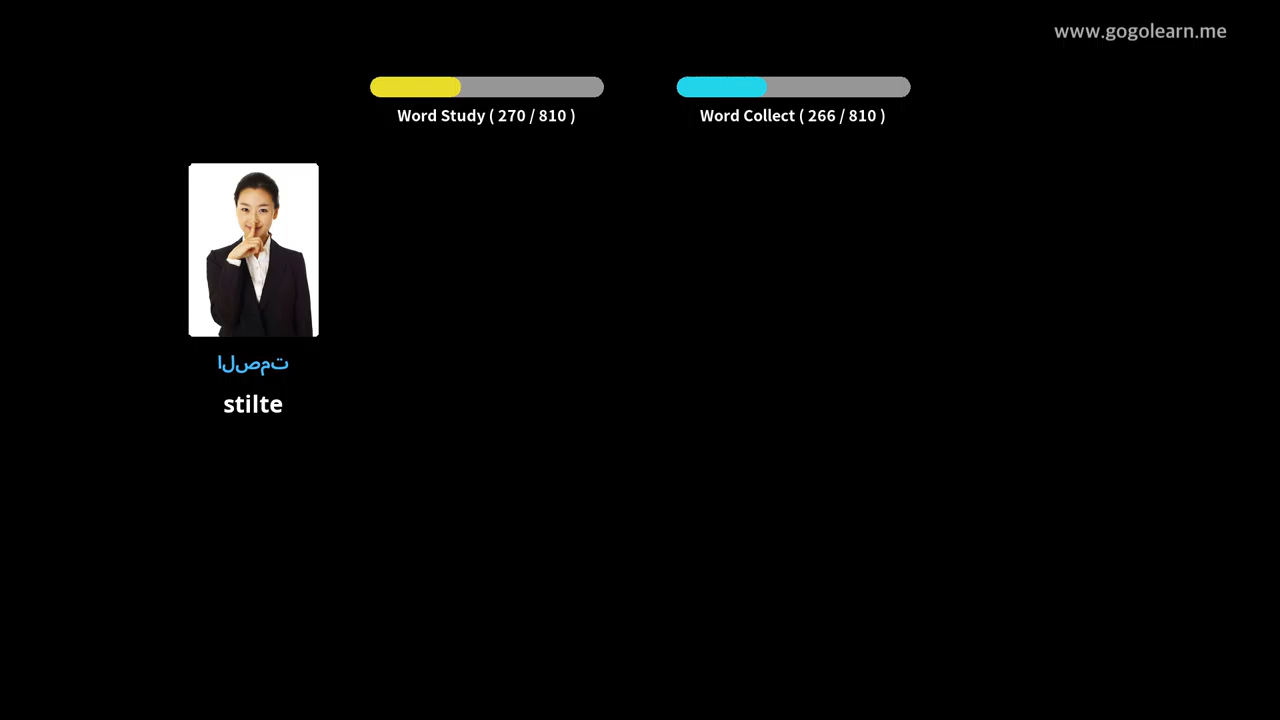 www.gogolearn.me
Word Study ( 270 / 810 )
Word Collect ( 266 / 810 )
الصمت
stilte